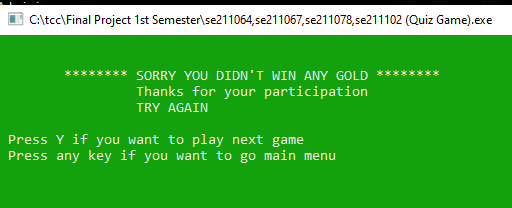 C:\tcc\Final Project 1st Semester\se211064,se211067,se211078,se211102 (Quiz Game).exe
******** SORRY YOU DIDN'T WIN ANY GOLD ********
Thanks for your participation
TRY AGAIN
Press Y if you want to play next game
Press any key if you want to go main menu